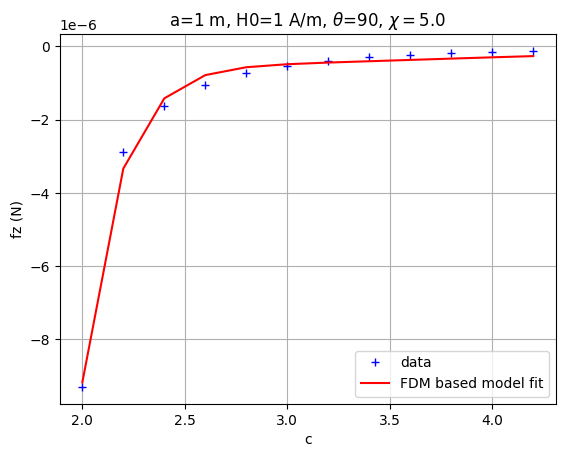 a=1 m, H0=1 A/m, θ=90, χ = 5.0
1e−6
0
−2
−4
−6
−8
fz (N)
2.0 2.5 3.0 3.5 4.0
c
data
FDM based model fit